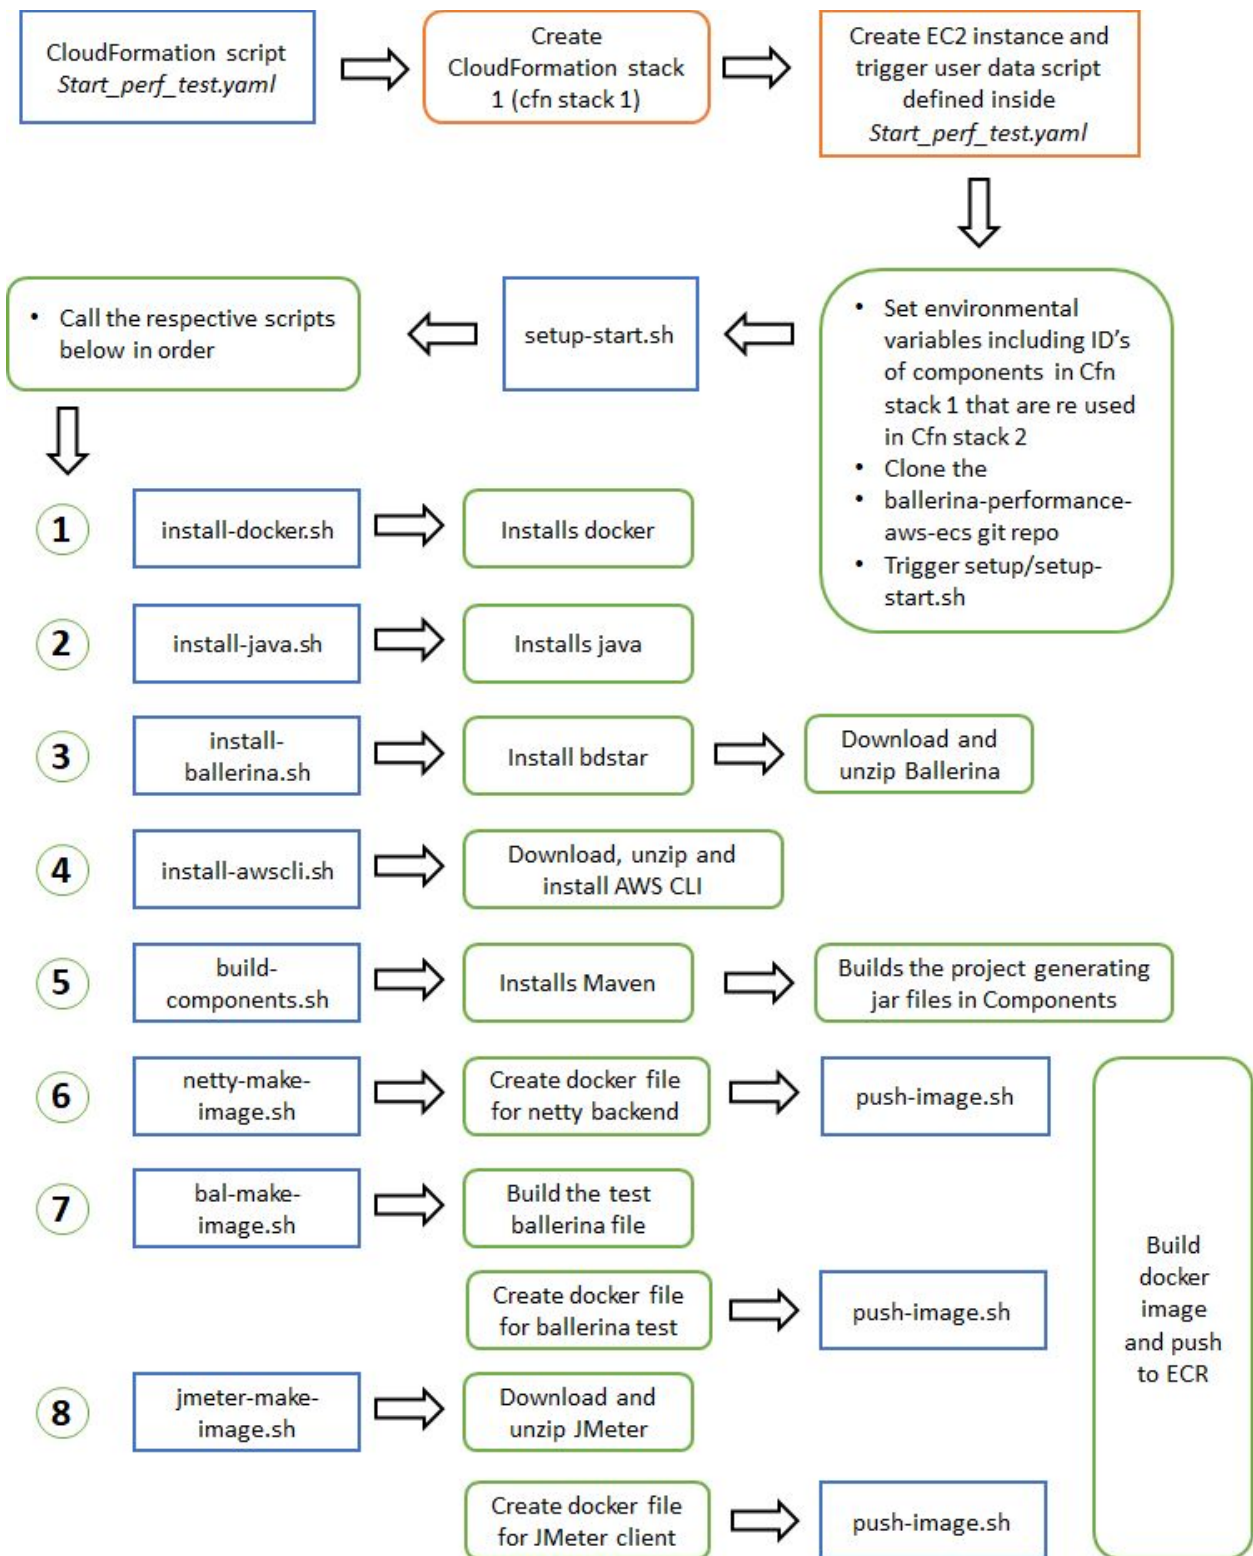 CloudFormation script
Start_perf_test.yaml
Create
CloudFormation stack
1 (cfn stack 1)
Create EC2 instance and
trigger user data script
defined inside
Start_perf_test.yaml
• Call the respective scripts
below in order
setup-start.sh
• Set environmental
variables including ID's
of components in Cfn
stack 1 that are re used
in Cfn stack 2
• Clone the
• ballerina-performance-
aws-ecs git repo
• Trigger setup/setup-
start.sh
1
install-docker.sh
Installs docker
2
install-java.sh
Installs java
3
install-
ballerina.sh
Install bdstar
Download and
unzip Ballerina
4
install-awscli.sh
Download, unzip and
install AWS CLI
5
build-
components.sh
Installs Maven
Builds the project generating
jar files in Components
6
netty-make-
image.sh
Create docker file
for netty backend
push-image.sh
7
bal-make-
image.sh
Build the test
ballerina file
Create docker file
for ballerina test
push-image.sh
8
jmeter-make-
image.sh
Download and
unzip JMeter
Create docker file
for JMeter client
push-image.sh
Build
docker
image
and push
to ECR